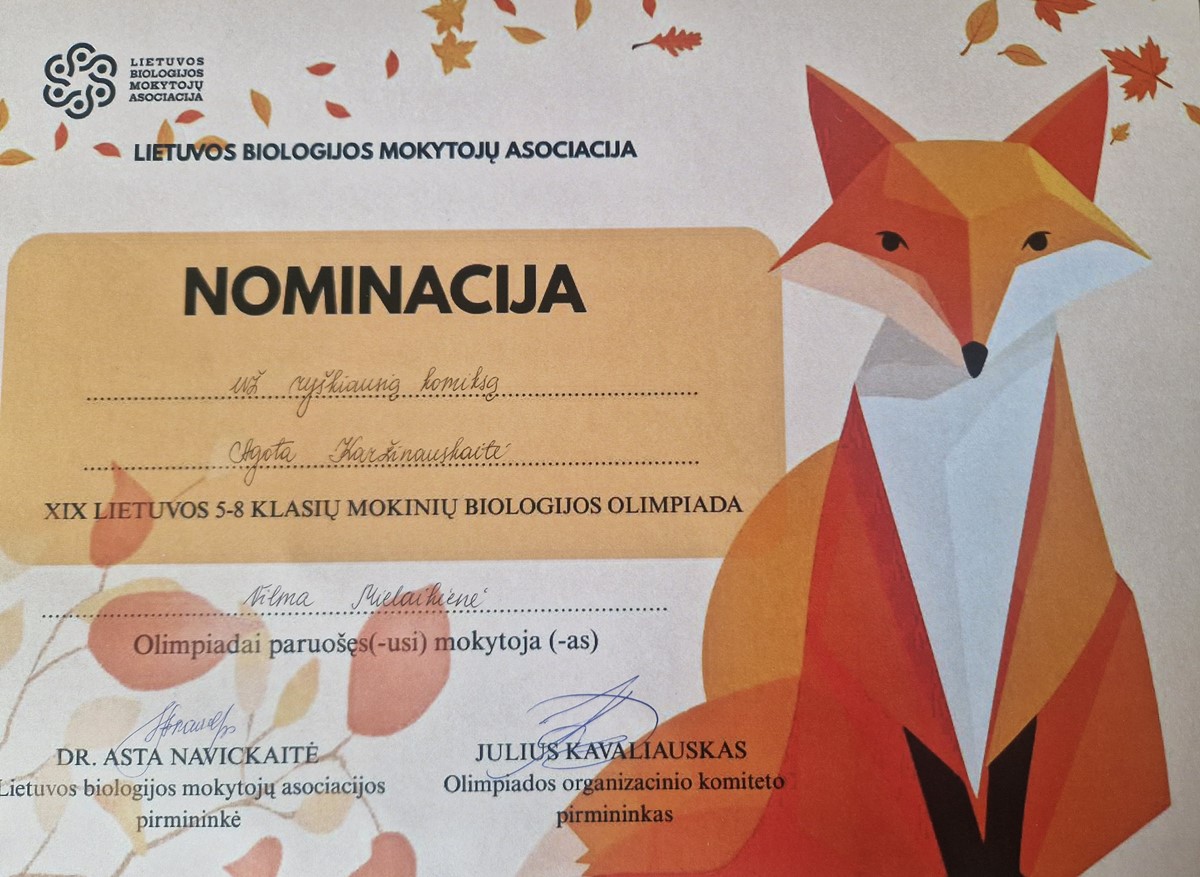 LIETUVOS
BIOLOGIJOS
MOKYTOJŲ
ASOCIACIJA
LIETUVOS BIOLOGIJOS MOKYTOJŲ ASOCIACIJA
NOMINACIJA
už ryškiausią komiksą
Agota Karžinauskaitė
XIX LIETUVOS 5-8 KLASIŲ MOKINIŲ BIOLOGIJOS OLIMPIADA
Vilma Mielaikienė
Olimpiadai paruošęs(-usi) mokytoja (-as)
DR. ASTA NAVICKAITĖ
Lietuvos biologijos mokytojų asociacijos
pirmininkė
JULIUS KAVALIAUSKAS
Olimpiados organizacinio komiteto
pirmininkas